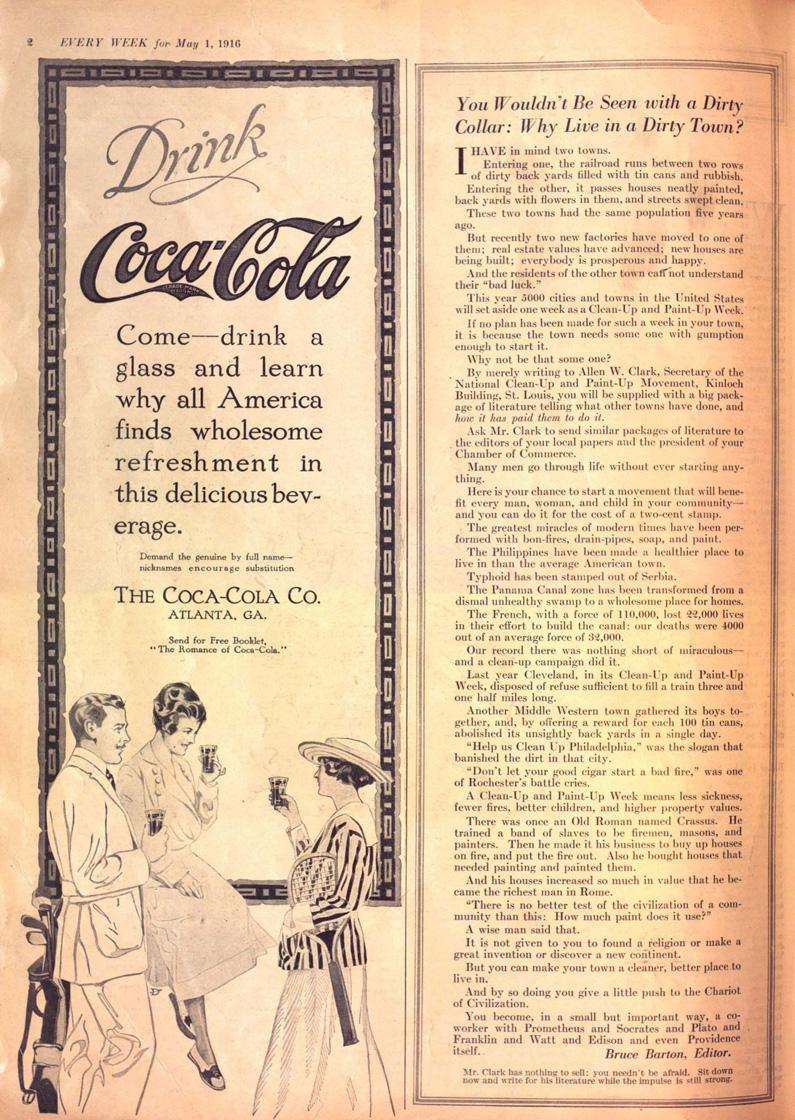 2 EVERY WEEK for May 1, 1916
Drink
Coca-Cola
TRADE MARK
Come—drink a
glass and learn
why all America
finds wholesome
refreshment in
this delicious bev-
erage.
Demand the genuine by full name—
nicknames encourage substitution
THE COCA-COLA CO.
ATLANTA, GA.
Send for Free Booklet,
"The Romance of Coca-Cola."
You Wouldn't Be Seen with a Dirty
Collar: Why Live in a Dirty Town?
I HAVE in mind two towns.
Entering one, the railroad runs between two rows
of dirty back yards filled with tin cans and rubbish.
Entering the other, it passes houses neatly painted,
back yards with flowers in them, and streets swept clean.
These two towns had the same population five years
ago.
But recently two new factories have moved to one of
them; real estate values have advanced; new houses are
being built; everybody is prosperous and happy.
And the residents of the other town cannot understand
their "bad luck."
This year 5000 cities and towns in the United States
will set aside one week as a Clean-Up and Paint-Up Week.
If no plan has been made for such a week in your town,
it is because the town needs some one with gumption
enough to start it.
Why not be that some one?
By merely writing to Allen W. Clark, Secretary of the
National Clean-Up and Paint-Up Movement, Kinloch
Building, St. Louis, you will be supplied with a big pack-
age of literature telling what other towns have done, and
how it has paid them to do it.
Ask Mr. Clark to send similar packages of literature to
the editors of your local papers and the president of your
Chamber of Commerce.
Many men go through life without ever starting any-
thing.
Here is your chance to start a movement that will bene-
fit every man, woman, and child in your community—
and you can do it for the cost of a two-cent stamp.
The greatest miracles of modern times have been per-
formed with bon-fires, drain-pipes, soap, and paint.
The Philippines have been made a healthier place to
live in than the average American town.
Typhoid has been stamped out of Serbia.
The Panama Canal zone has been transformed from a
dismal unhealthy swamp to a wholesome place for homes.
The French, with a force of 110,000, lost 22,000 lives
in their effort to build the canal: our deaths were 4000
out of an average force of 32,000.
Our record there was nothing short of miraculous—
and a clean-up campaign did it.
Last year Cleveland, in its Clean-Up and Paint-Up
Week, disposed of refuse sufficient to fill a train three and
one half miles long.
Another Middle Western town gathered its boys to-
gether, and, by offering a reward for each 100 tin cans,
abolished its unsightly back yards in a single day.
"Help us Clean Up Philadelphia," was the slogan that
banished the dirt in that city.
"Don't let your good cigar start a bad fire," was one
of Rochester's battle cries.
A Clean-Up and Paint-Up Week means less sickness,
fewer fires, better children, and higher property values.
There was once an Old Roman named Crassus. He
trained a band of slaves to be firemen, masons, and
painters. Then he made it his business to buy up houses
on fire, and put the fire out. Also he bought houses that
needed painting and painted them.
And his houses increased so much in value that he be-
came the richest man in Rome.
"There is no better test of the civilization of a com-
munity than this: How much paint does it use?"
A wise man said that.
It is not given to you to found a religion or make a
great invention or discover a new continent.
But you can make your town a cleaner, better place to
live in.
And by so doing you give a little push to the Chariot
of Civilization.
You become, in a small but important way, a co-
worker with Prometheus and Socrates and Plato and
Franklin and Watt and Edison and even Providence
itself. Bruce Barton, Editor.
Mr. Clark has nothing to sell: you needn't be afraid. Sit down
now and write for his literature while the impulse is still strong.